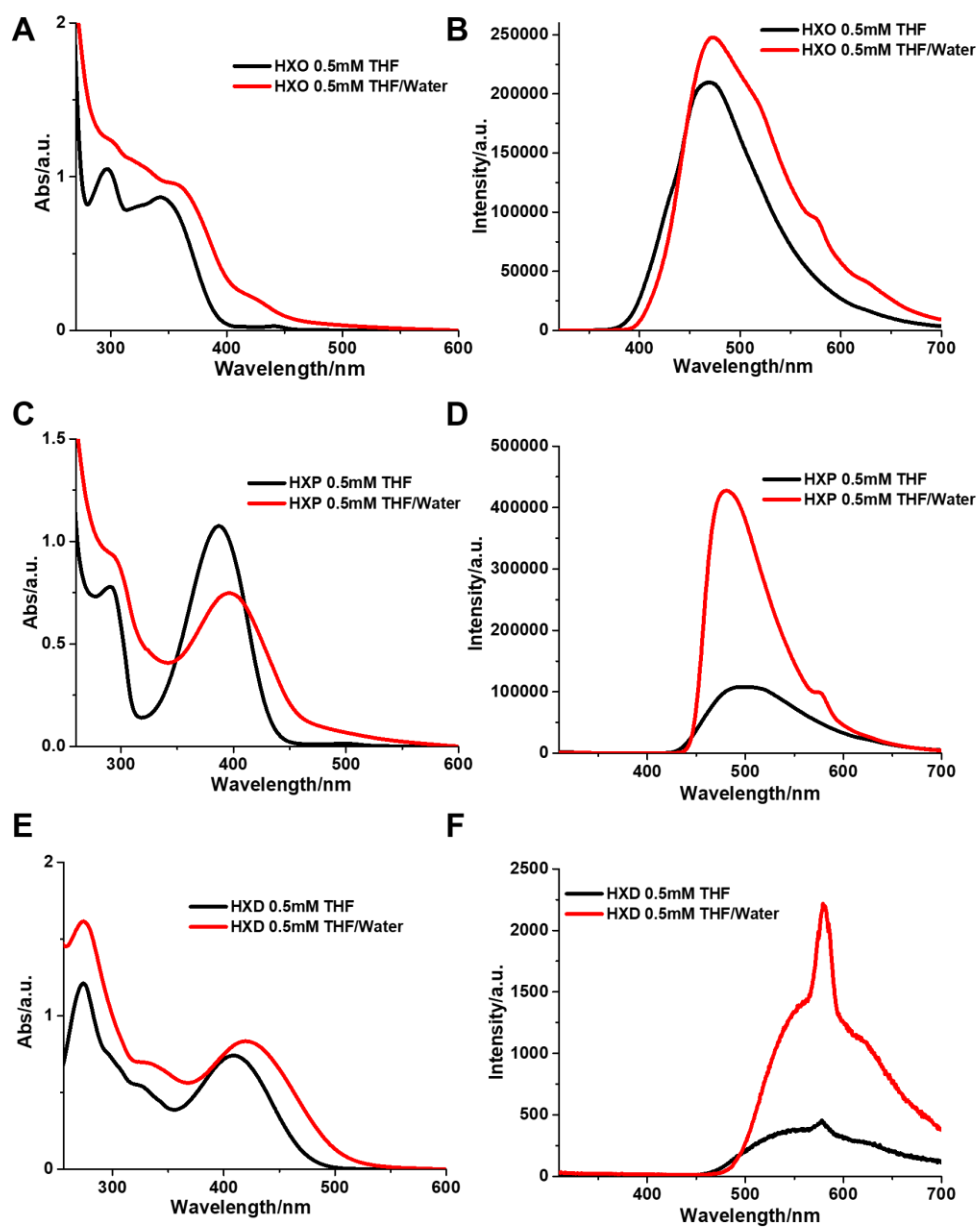 A
2
HXO 0.5mM THF
HXO 0.5mM THF/Water
Abs/a.u.
1
0
300 400 500 600
Wavelength/nm
B
250000
HXO 0.5mM THF
HXO 0.5mM THF/Water
200000
150000
Intensity/a.u.
100000
50000
0
400 500 600 700
Wavelength/nm
C
1.5
HXP 0.5mM THF
HXP 0.5mM THF/Water
1.0
Abs/a.u.
0.5
0.0
300 400 500 600
Wavelength/nm
D
500000
HXP 0.5mM THF
HXP 0.5mM THF/Water
400000
300000
Intensity/a.u.
200000
100000
0
400 500 600 700
Wavelength/nm
E
2
HXD 0.5mM THF
HXD 0.5mM THF/Water
Abs/a.u.
1
0
300 400 500 600
Wavelength/nm
F
2500
HXD 0.5mM THF
HXD 0.5mM THF/Water
2000
1500
Intensity/a.u.
1000
500
0
400 500 600 700
Wavelength/nm